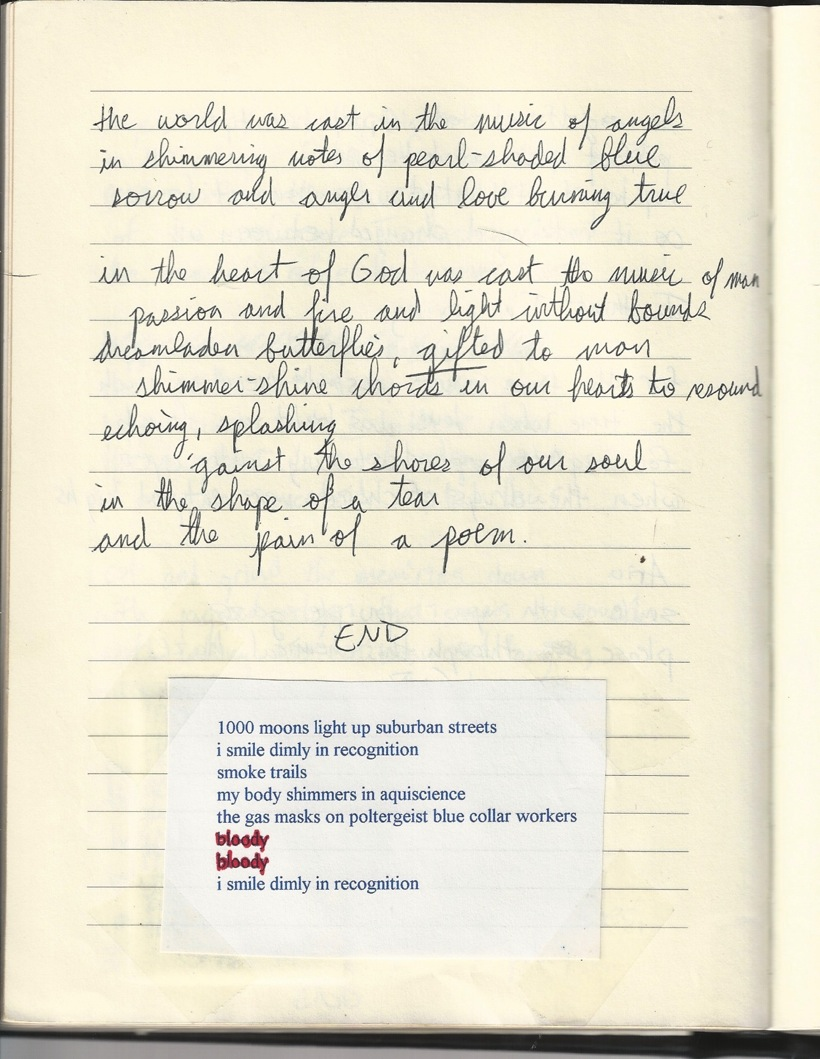 the world was cast in the music of angels
in shimmering notes of pearl-shaded blue
sorrow and anger and love burning true
in the heart of God was cast the music of man
passion and fire and light without bounds
dreamladen butterflies, gifted to man
shimmer-shine chords in our hearts to resound
echoing, splashing
'gainst the shores of our soul
in the shape of a tear
and the pain of a poem.
END
1000 moons light up suburban streets
i smile dimly in recognition
smoke trails
my body shimmers in aquiscience
the gas masks on poltergeist blue collar workers
bloody
bloody
i smile dimly in recognition